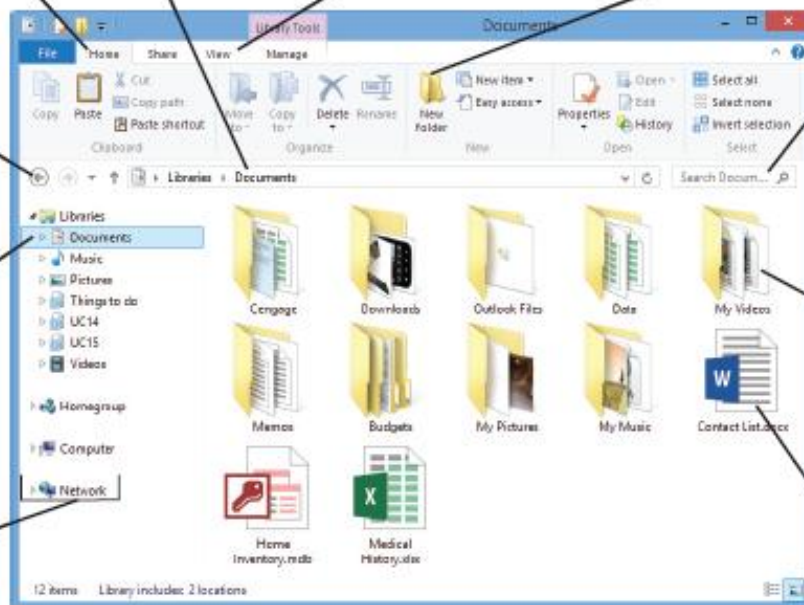 Library Tools
Documents
File Home Share View Manage
Cut
Copy path
Paste shortcut
Copy Paste
Clipboard
Move to
Copy to
Delete Rename
Organize
New folder
New item
Easy access
New
Properties
Open
Edit
History
Open
Select all
Select none
Invert selection
Select
Libraries Documents
Search Docum...
Libraries
Documents
Music
Pictures
Things to do
UC14
UC15
Videos
Homegroup
Computer
Network
Cengage Downloads Outlook Files Data My Videos
Memos Budgets My Pictures My Music Contact List.docx
Home
Inventory.mdb
Medical
History.xlsx
12 items Library includes: 2 locations